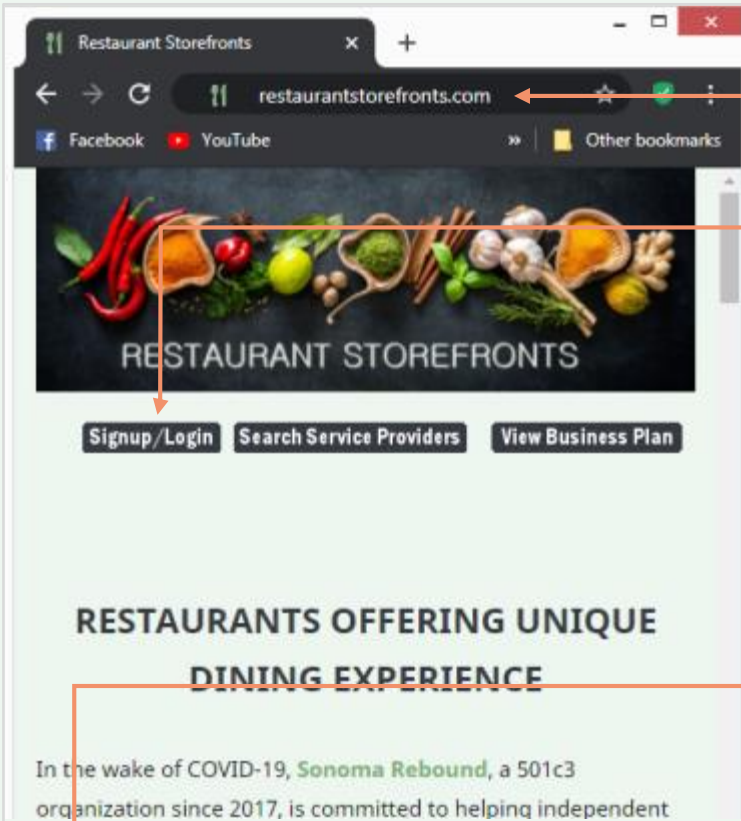 Restaurant Storefronts
restaurantstorefronts.com
Facebook YouTube » Other bookmarks
RESTAURANT STOREFRONTS
Signup/Login Search Service Providers View Business Plan
RESTAURANTS OFFERING UNIQUE
DINING EXPERIENCE
In the wake of COVID-19, Sonoma Rebound, a 501c3
organization since 2017, is committed to helping independent